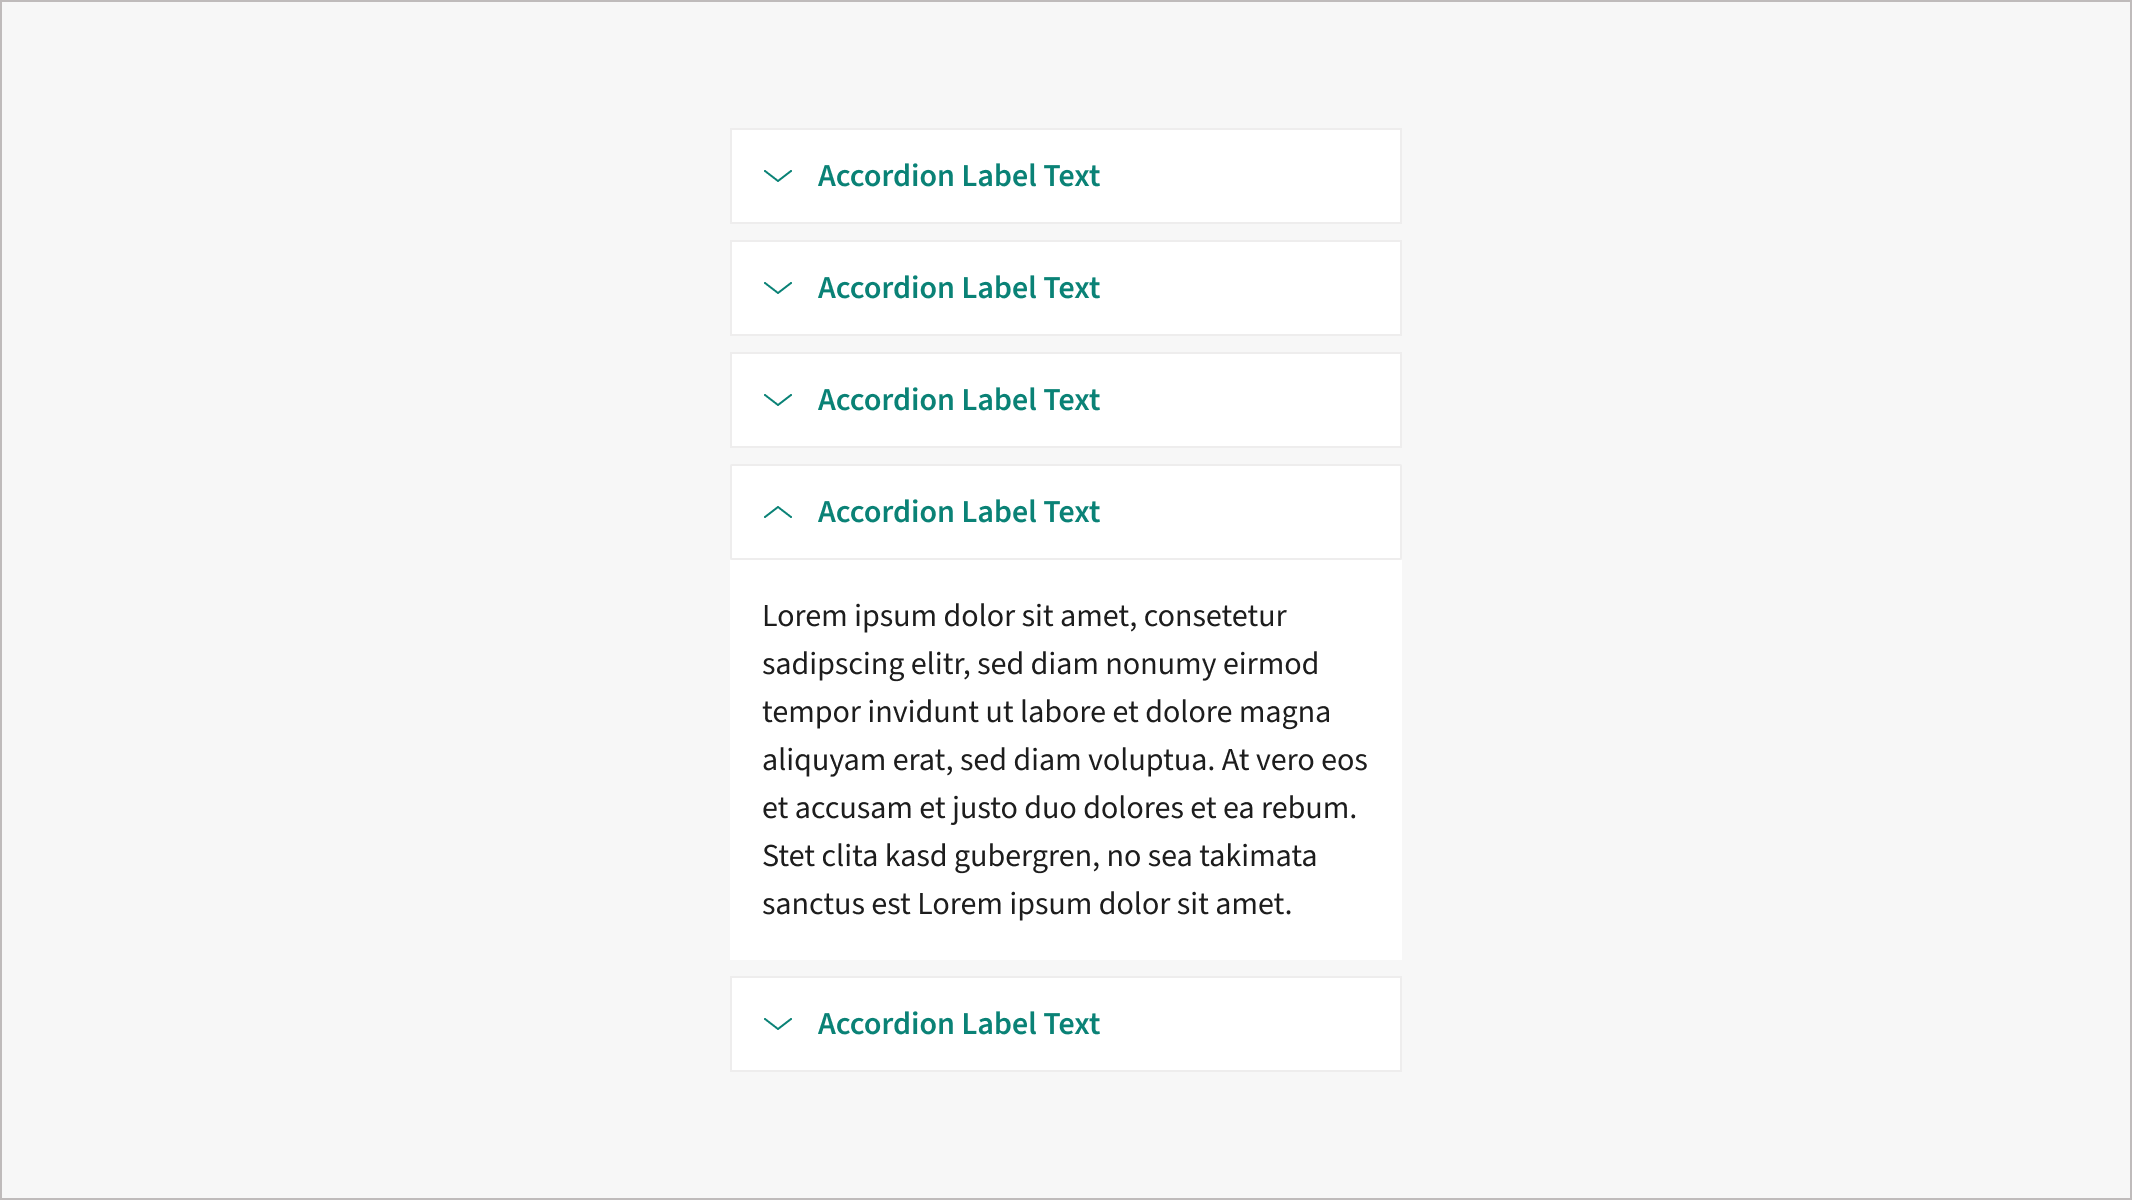 Accordion Label Text
Accordion Label Text
Accordion Label Text
Accordion Label Text
Lorem ipsum dolor sit amet, consetetur
sadipscing elitr, sed diam nonumy eirmod
tempor invidunt ut labore et dolore magna
aliquyam erat, sed diam voluptua. At vero eos
et accusam et justo duo dolores et ea rebum.
Stet clita kasd gubergren, no sea takimata
sanctus est Lorem ipsum dolor sit amet.
Accordion Label Text